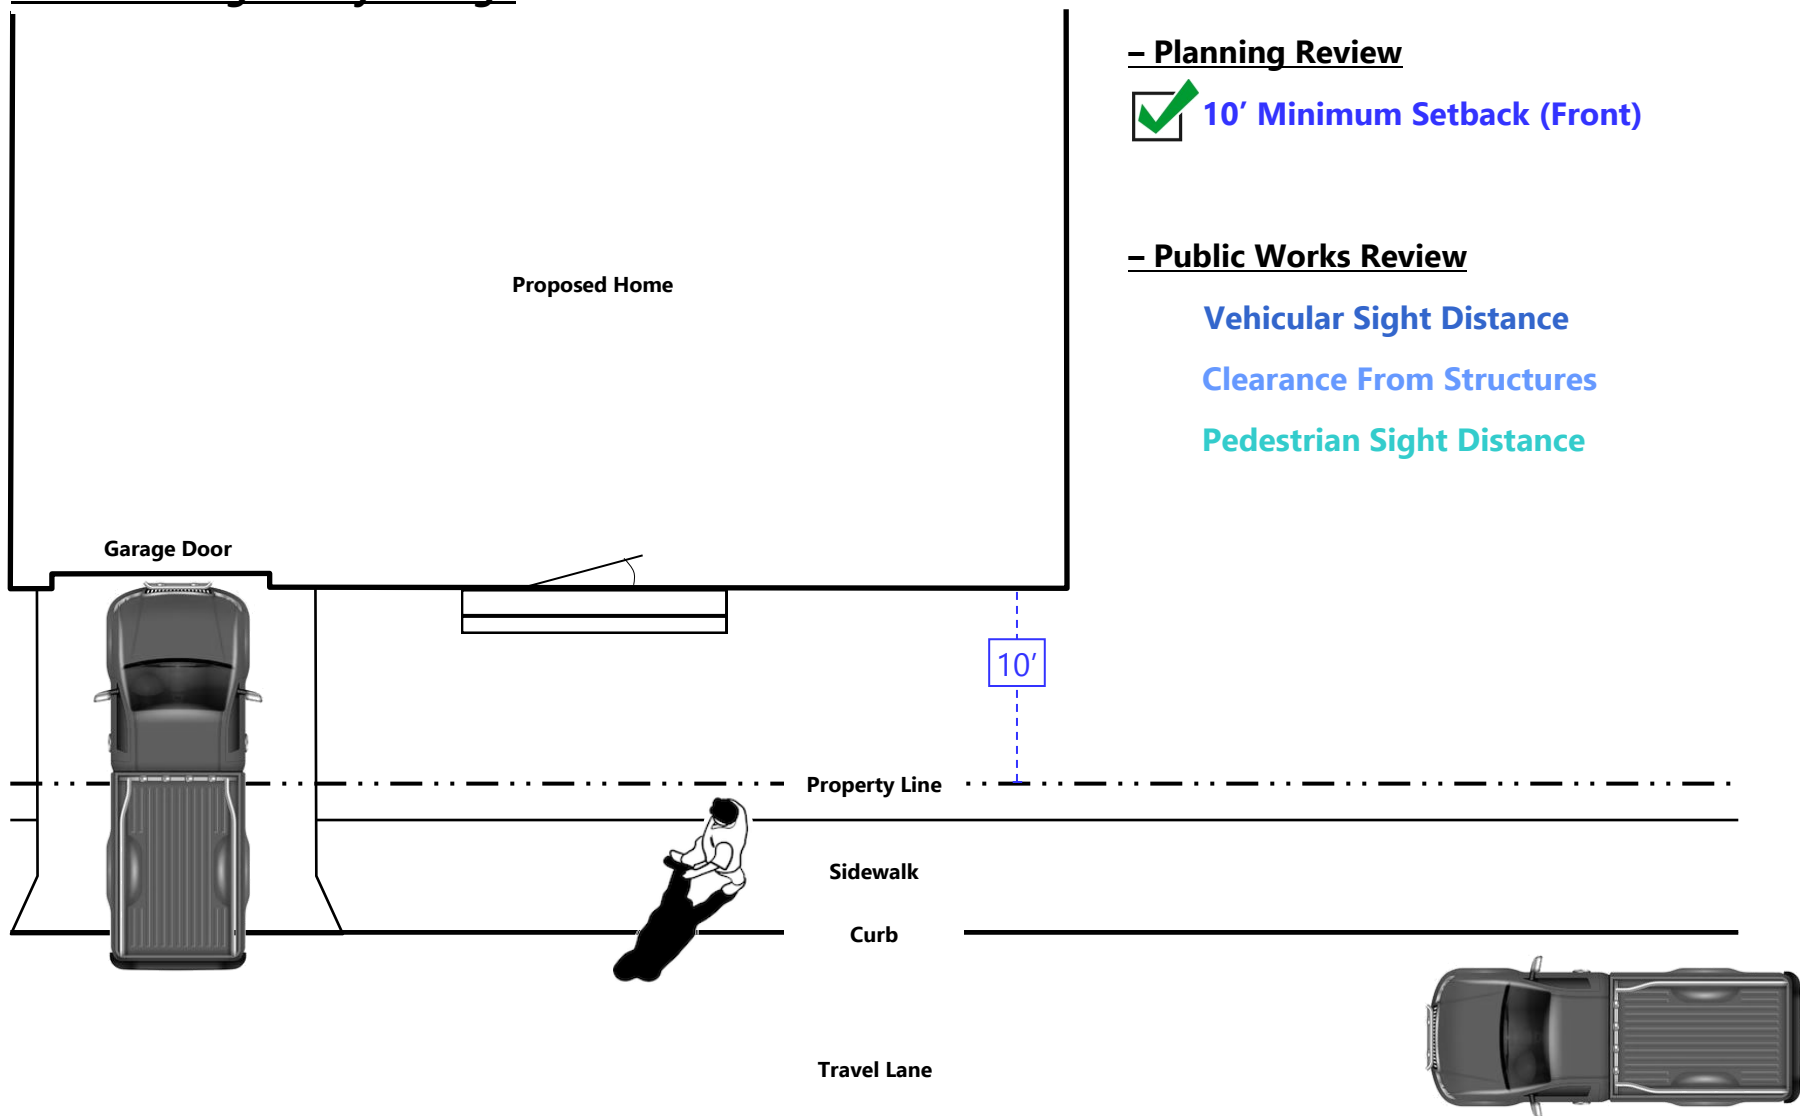 – Planning Review
10’ Minimum Setback (Front)
– Public Works Review
Vehicular Sight Distance
Clearance From Structures
Pedestrian Sight Distance
Proposed Home
Garage Door
10’
Property Line
Sidewalk
Curb
Travel Lane